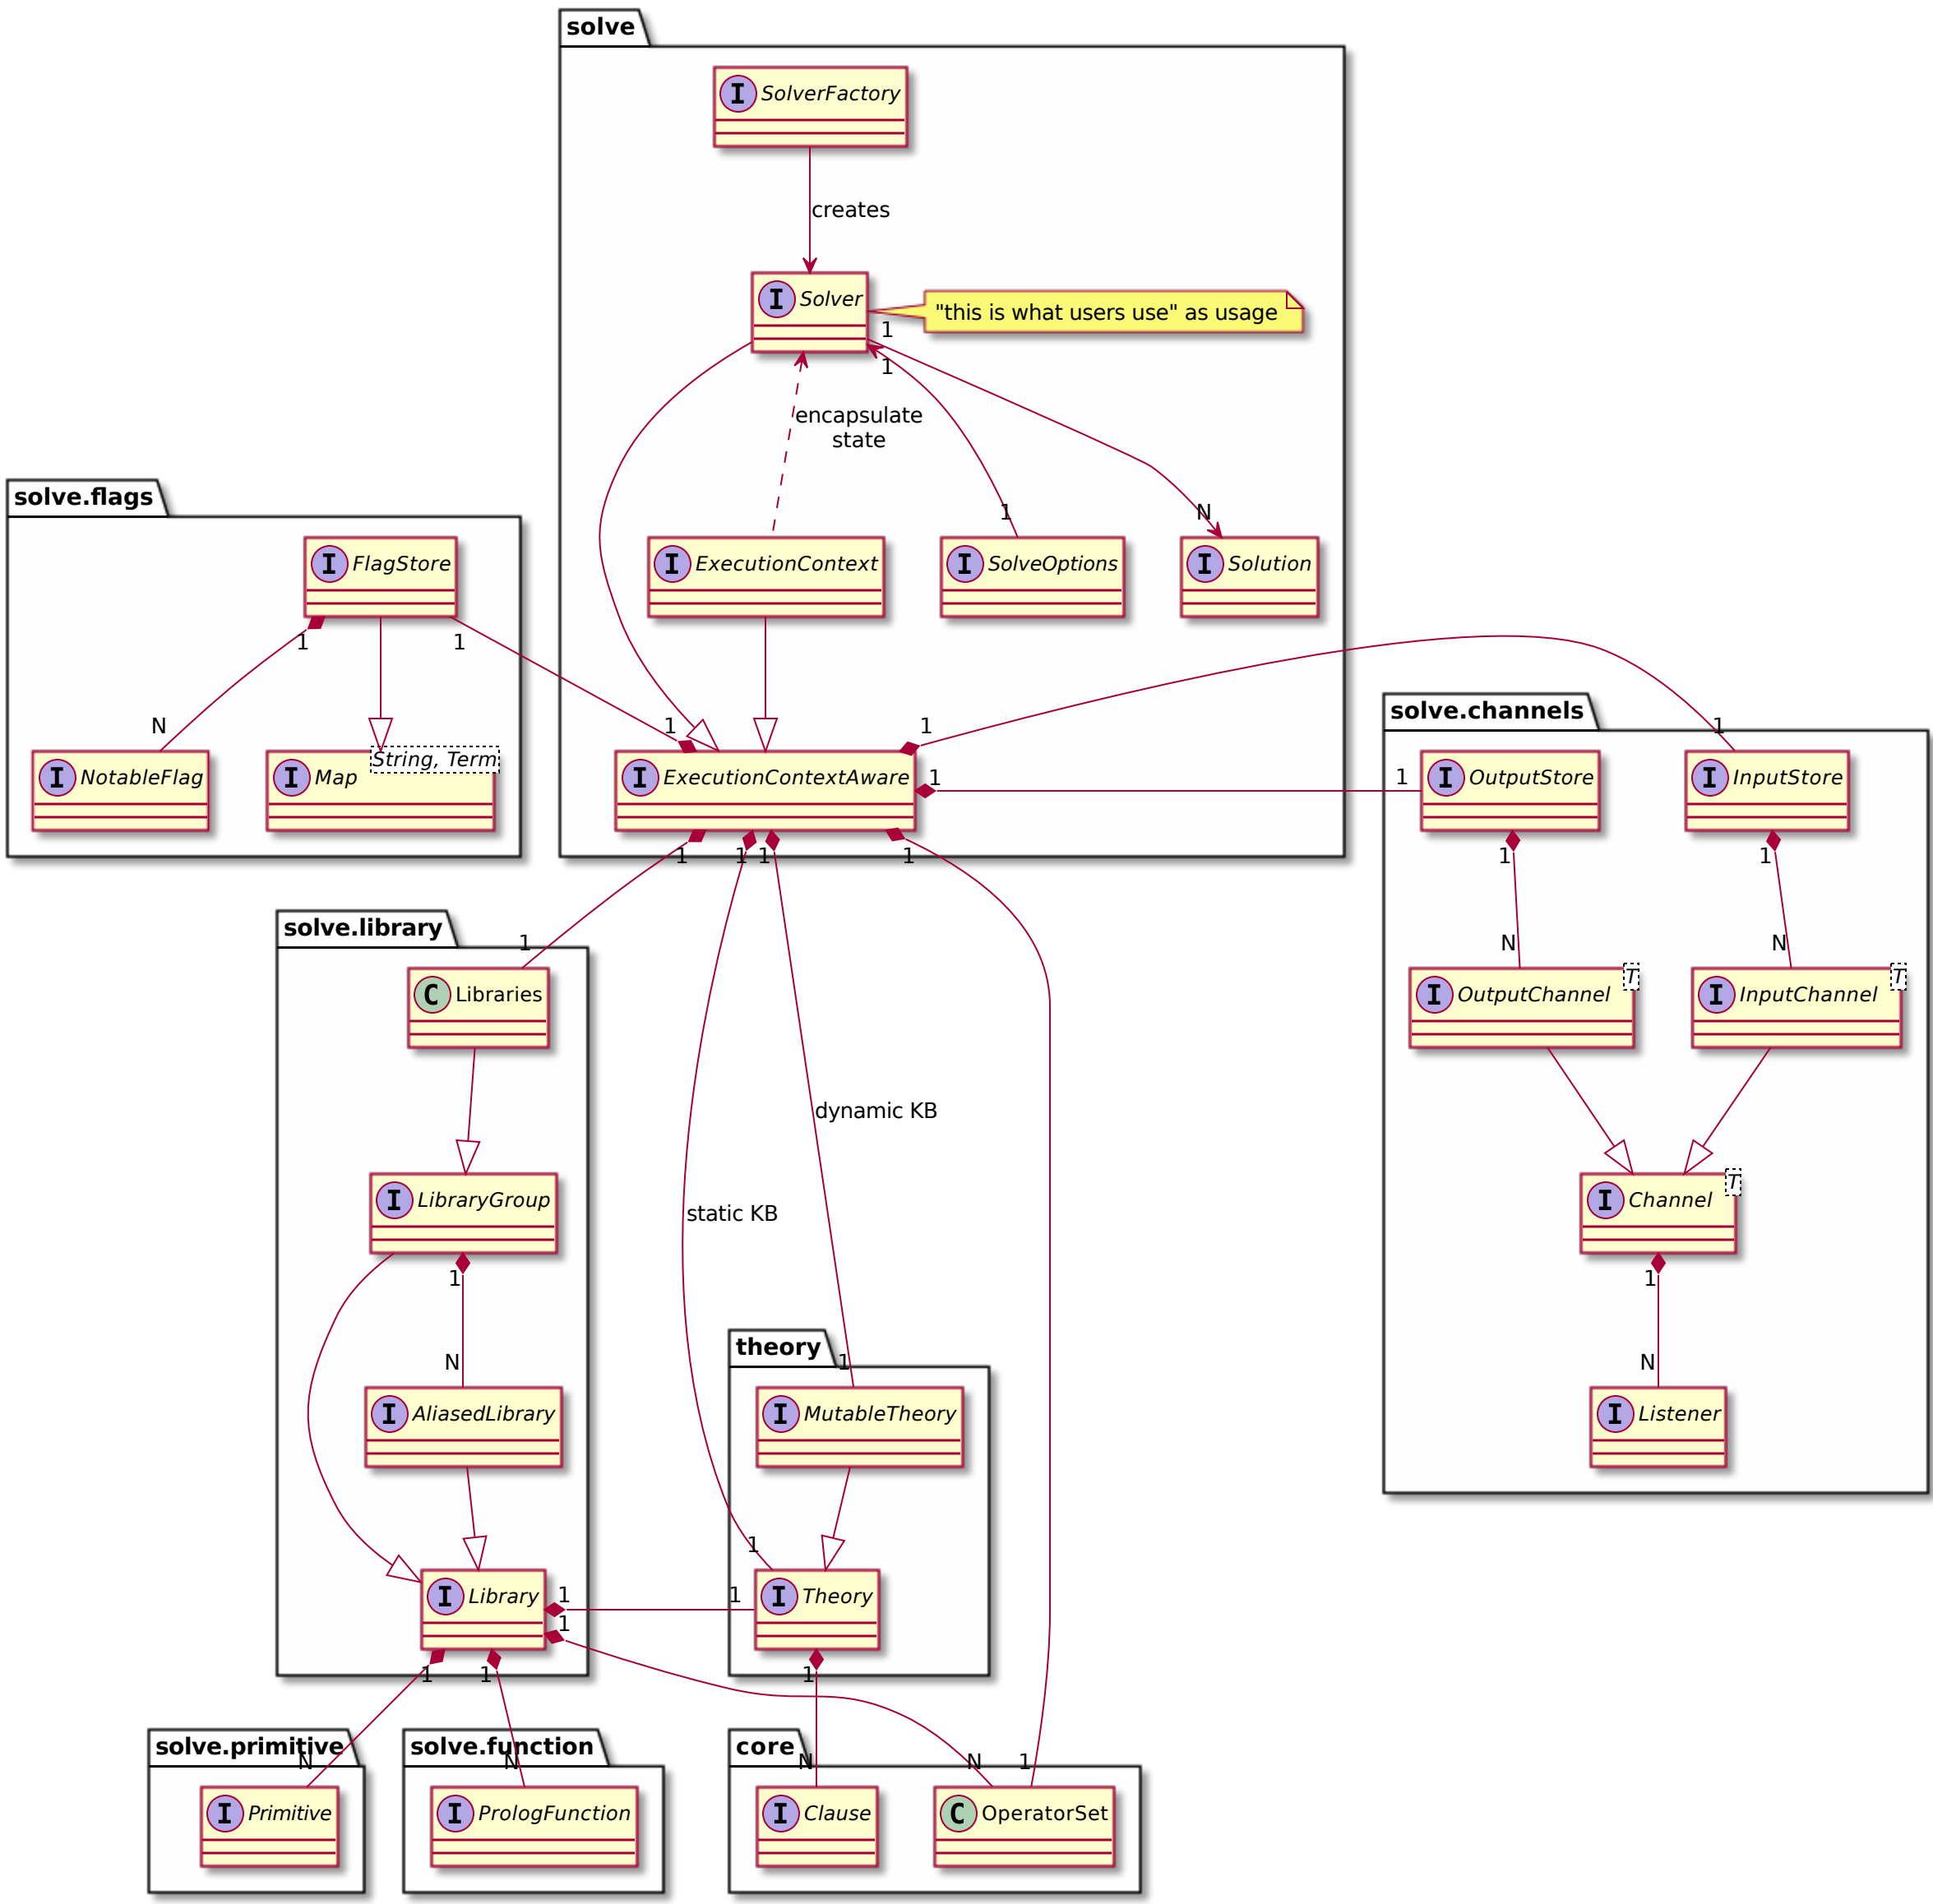 solve
I SolverFactory
creates
I Solver
"this is what users use" as usage
1
1
encapsulate
state
solve.flags
1
N
I FlagStore
I ExecutionContext
I SolveOptions
I Solution
1
1
N
1
1
1
solve.channels
I NotableFlag
I Map
String, Term
I ExecutionContextAware
1
1
I OutputStore
I InputStore
1
1
1
1
1
1
solve.library
1
N
N
C Libraries
I OutputChannel
T
I InputChannel
T
dynamic KB
I LibraryGroup
static KB
I Channel
T
1
1
theory
N
1
N
I AliasedLibrary
I MutableTheory
I Listener
1
I Library
1
1
I Theory
1
1
1
1
solve.primitive
N
solve.function
N
core
N
N
1
I Primitive
I PrologFunction
I Clause
C OperatorSet